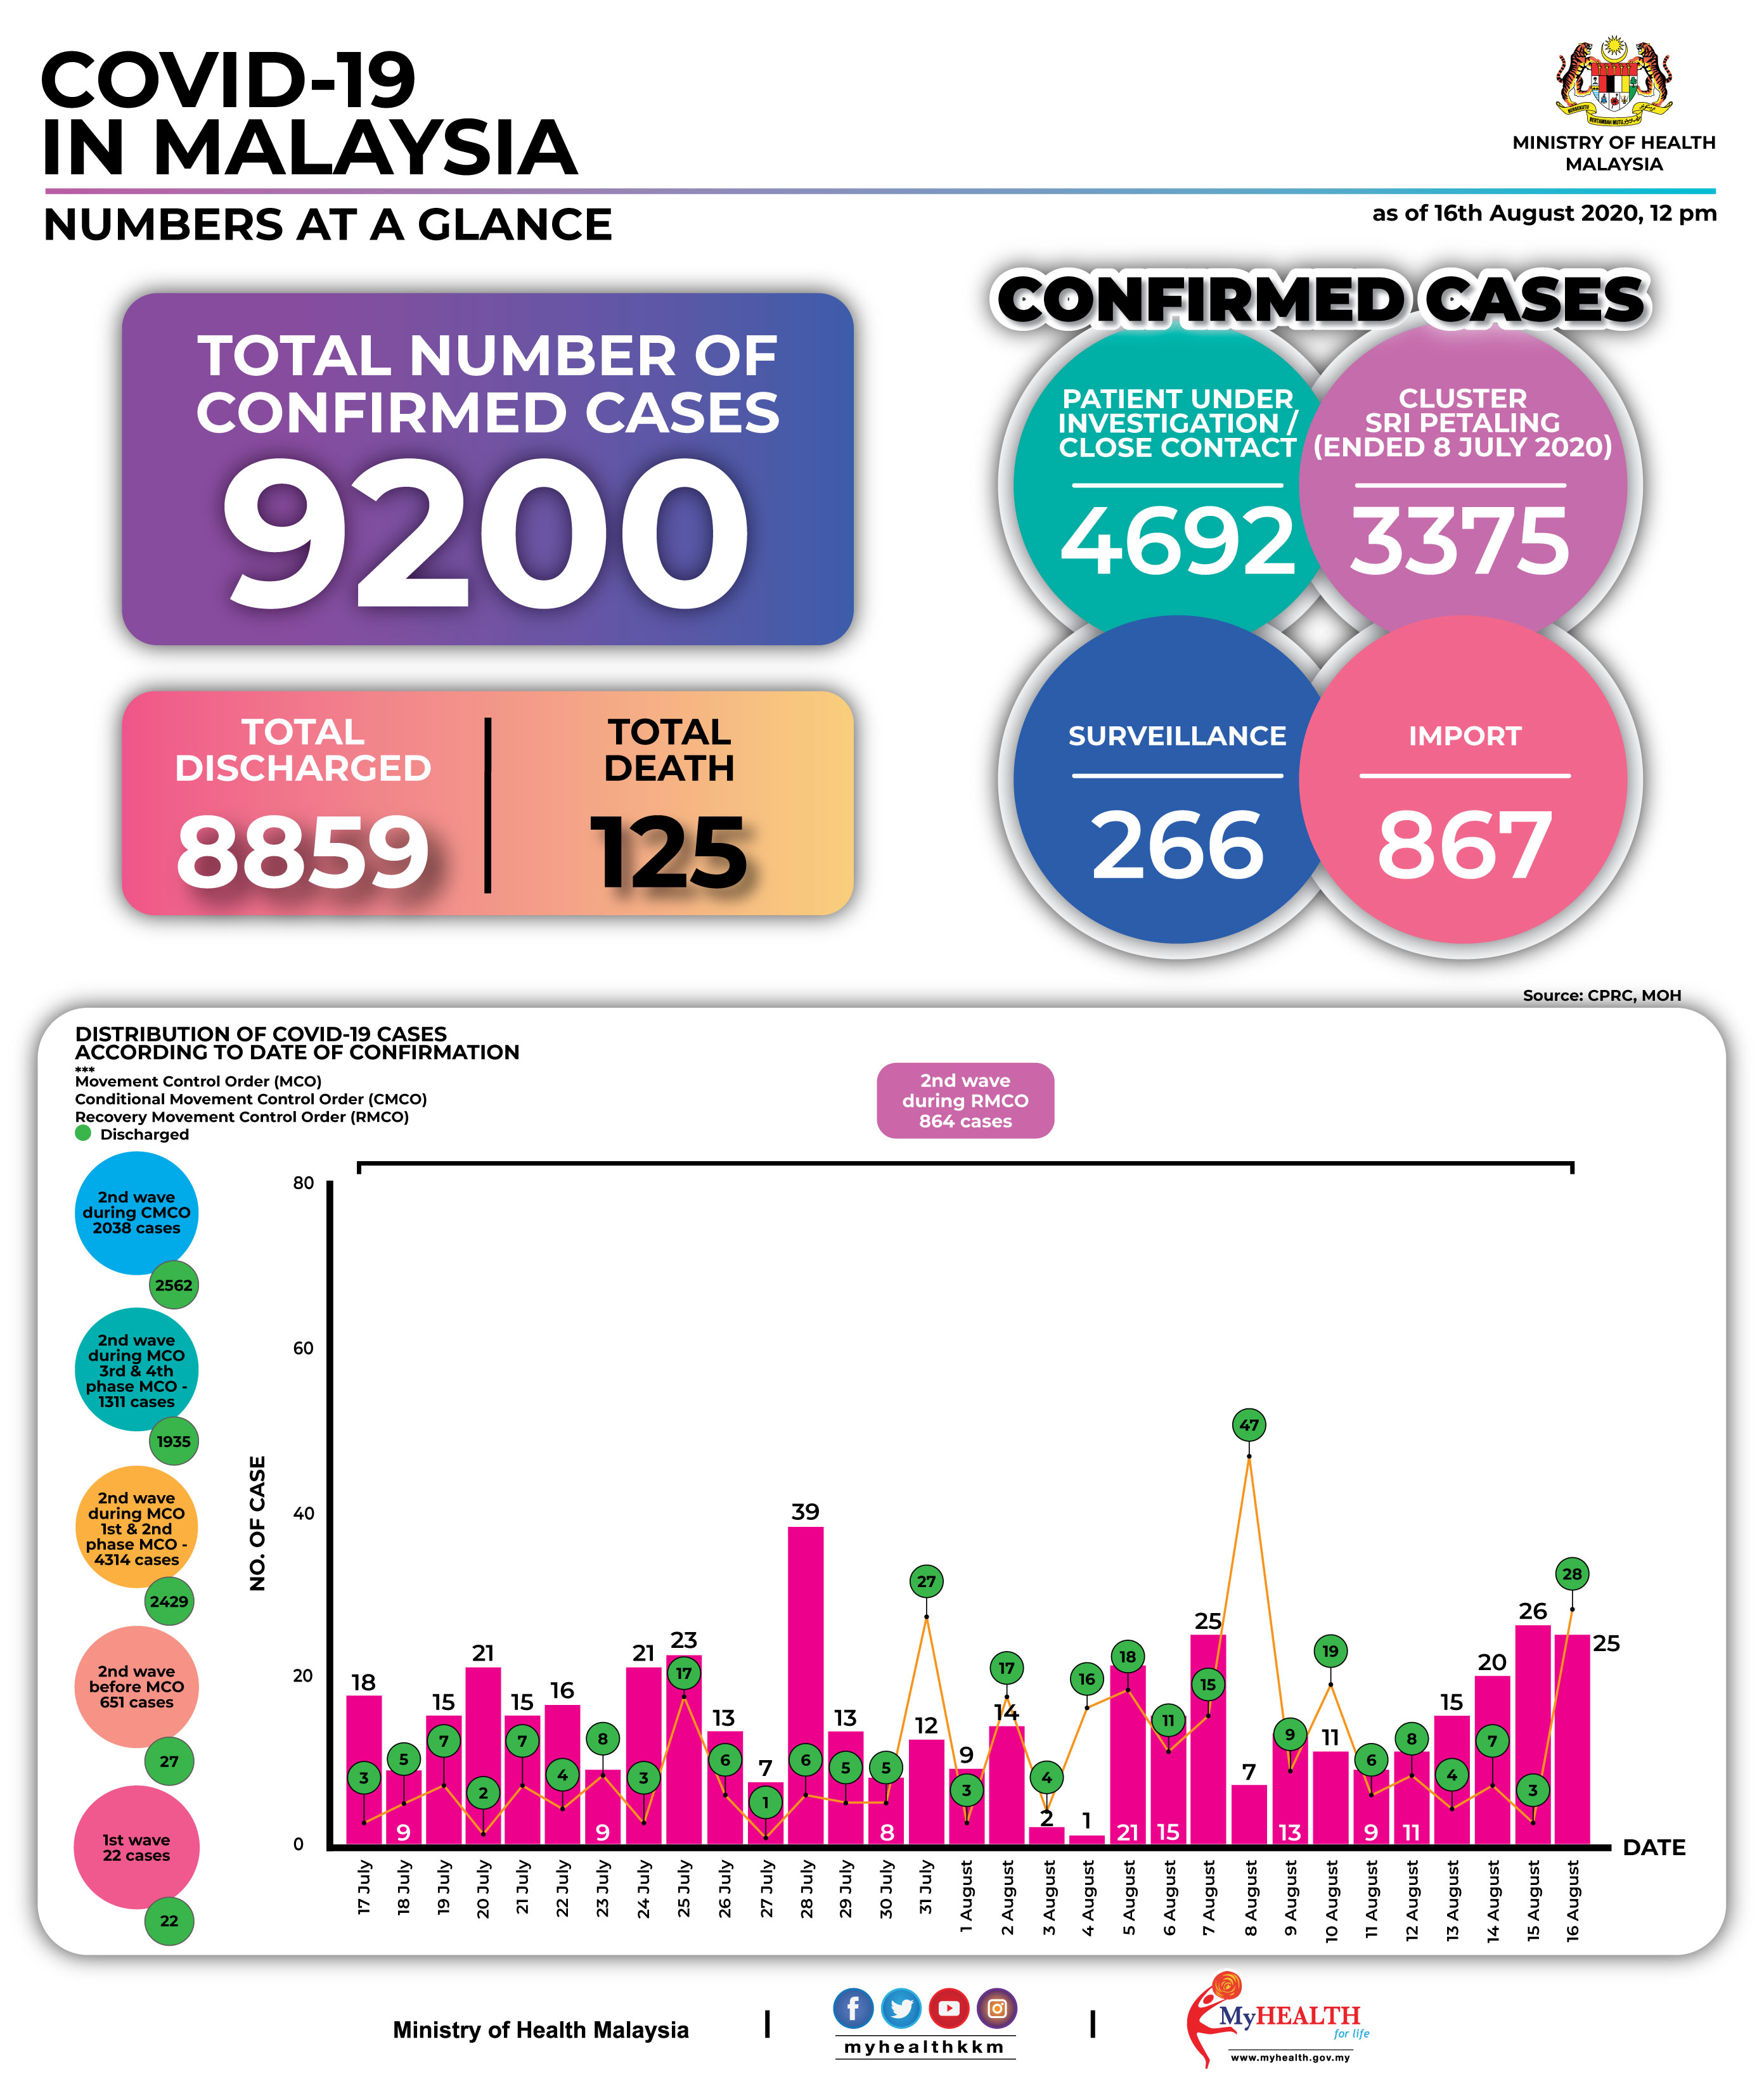 COVID-19
IN MALAYSIA
MINISTRY OF HEALTH
MALAYSIA
NUMBERS AT A GLANCE
as of 16th August 2020, 12 pm
TOTAL NUMBER OF
CONFIRMED CASES
9200
TOTAL
DISCHARGED
8859
TOTAL
DEATH
125
CONFIRMED CASES
PATIENT UNDER
INVESTIGATION /
CLOSE CONTACT
4692
CLUSTER
SRI PETALING
(ENDED 8 JULY 2020)
3375
SURVEILLANCE
266
IMPORT
867
Source: CPRC, MOH
DISTRIBUTION OF COVID-19 CASES
ACCORDING TO DATE OF CONFIRMATION
***
Movement Control Order (MCO)
Conditional Movement Control Order (CMCO)
Recovery Movement Control Order (RMCO)
Discharged
2nd wave
during RMCO
864 cases
2nd wave
during CMCO
2038 cases
2562
2nd wave
during MCO
3rd & 4th
phase MCO -
1311 cases
1935
2nd wave
during MCO
1st & 2nd
phase MCO -
4314 cases
2429
2nd wave
before MCO
651 cases
27
1st wave
22 cases
22
NO. OF CASE
80
60
40
20
0
18 9 15 21 15 16 9 21 23 13 7 39 13 8 12 9 14 2 1 21 15 25 7 13 11 9 11 15 20 26 25
3 5 7 2 7 4 8 3 17 6 1 6 5 5 27 3 17 4 16 18 11 15 47 9 19 6 8 4 7 3 28
17 July 18 July 19 July 20 July 21 July 22 July 23 July 24 July 25 July 26 July 27 July 28 July 29 July 30 July 31 July 1 August 2 August 3 August 4 August 5 August 6 August 7 August 8 August 9 August 10 August 11 August 12 August 13 August 14 August 15 August 16 August
DATE
Ministry of Health Malaysia
myhealthkkm
MyHEALTH
for life
www.myhealth.gov.my